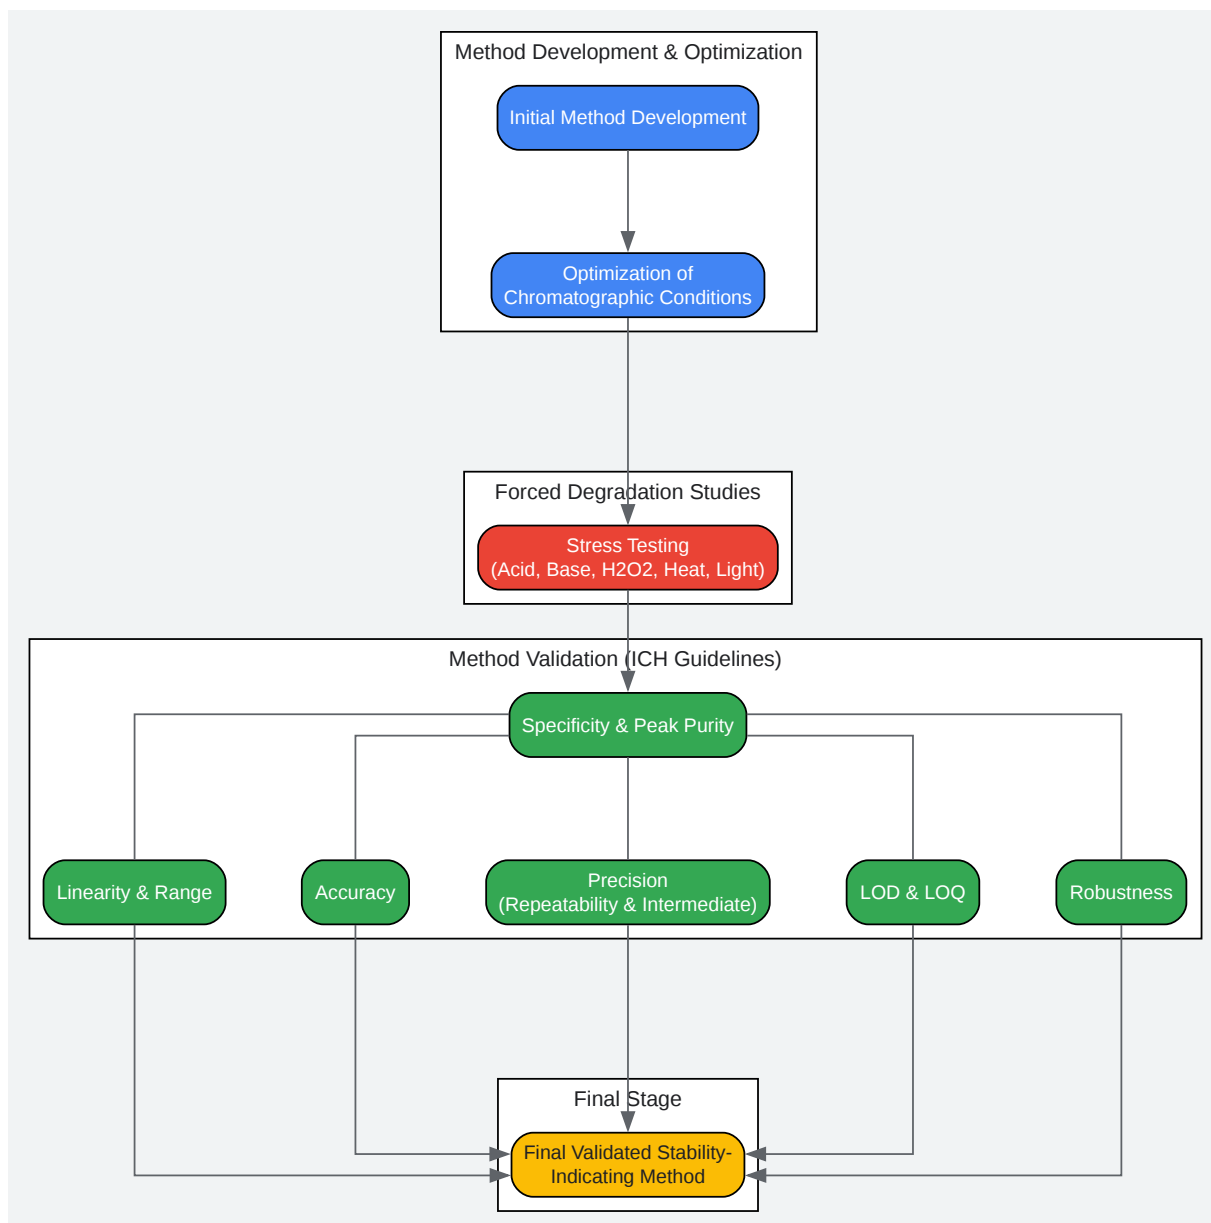 Method Development & Optimization
Initial Method Development
Optimization of
Chromatographic Conditions
Forced Degradation Studies
Stress Testing
(Acid, Base, H2O2, Heat, Light)
Method Validation (ICH Guidelines)
Specificity & Peak Purity
Linearity & Range
Accuracy
Precision
(Repeatability & Intermediate)
LOD & LOQ
Robustness
Final Stage
Final Validated Stability-
Indicating Method